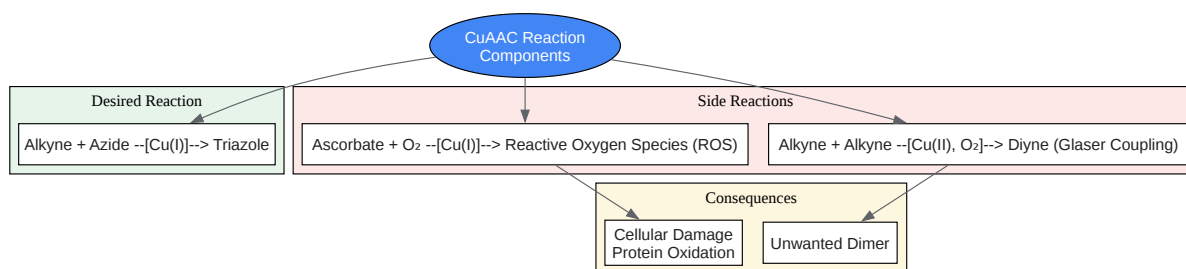 CuAAC Reaction
Components
Desired Reaction
Side Reactions
Alkyne + Azide --[Cu(I)]--> Triazole
Ascorbate + O₂ --[Cu(I)]--> Reactive Oxygen Species (ROS)
Alkyne + Alkyne --[Cu(II), O₂]--> Diyne (Glaser Coupling)
Consequences
Cellular Damage
Protein Oxidation
Unwanted Dimer